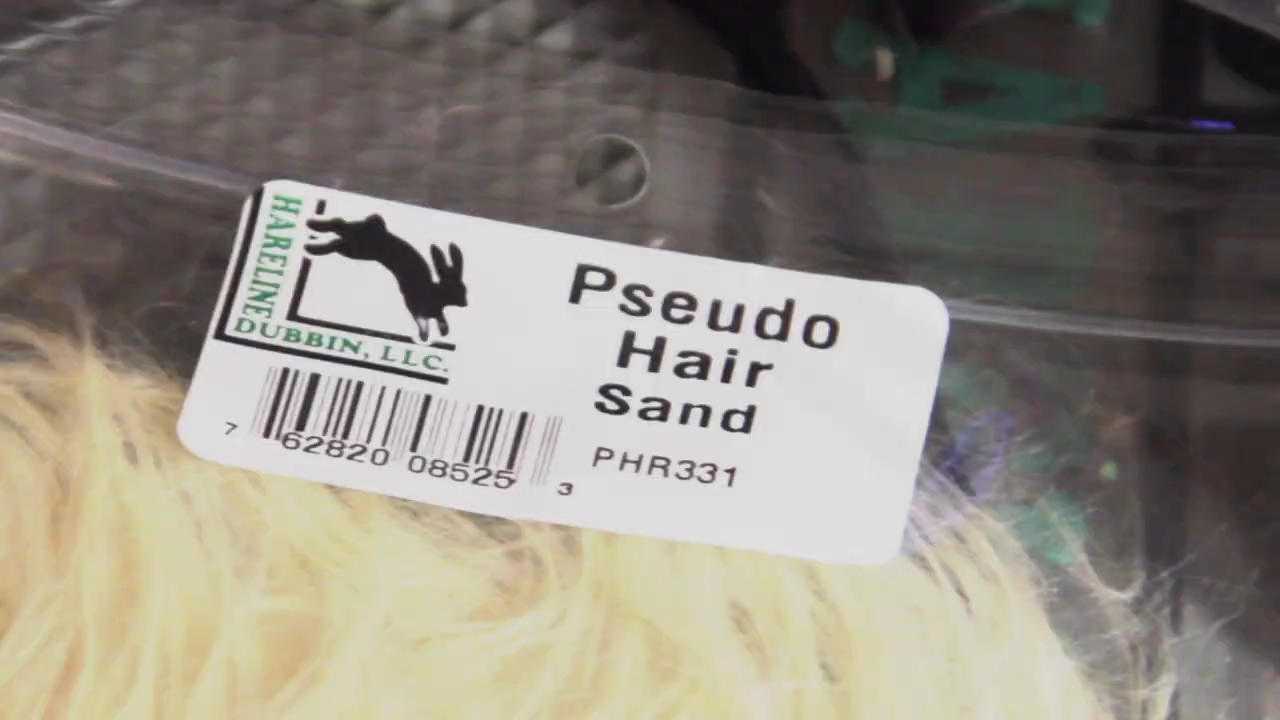 HARELINE
DUBBIN, LLC.
Pseudo
Hair
Sand
PHR331
7 62820 08525 3